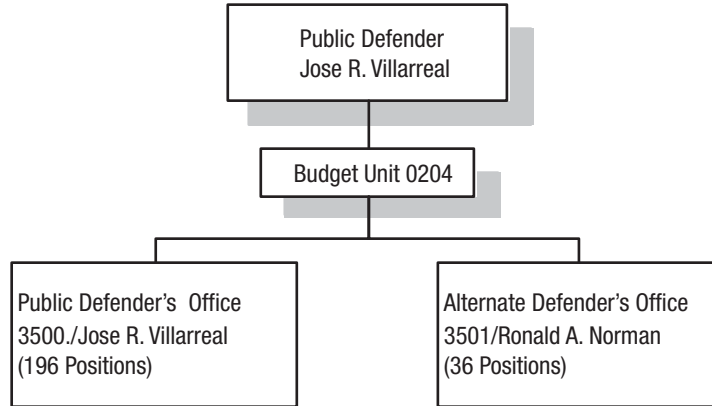 Public Defender
Jose R. Villarreal
Budget Unit 0204
Public Defender’s  Office
3500./Jose R. Villarreal
(196 Positions)
Alternate Defender’s Office
3501/Ronald A. Norman
(36 Positions)